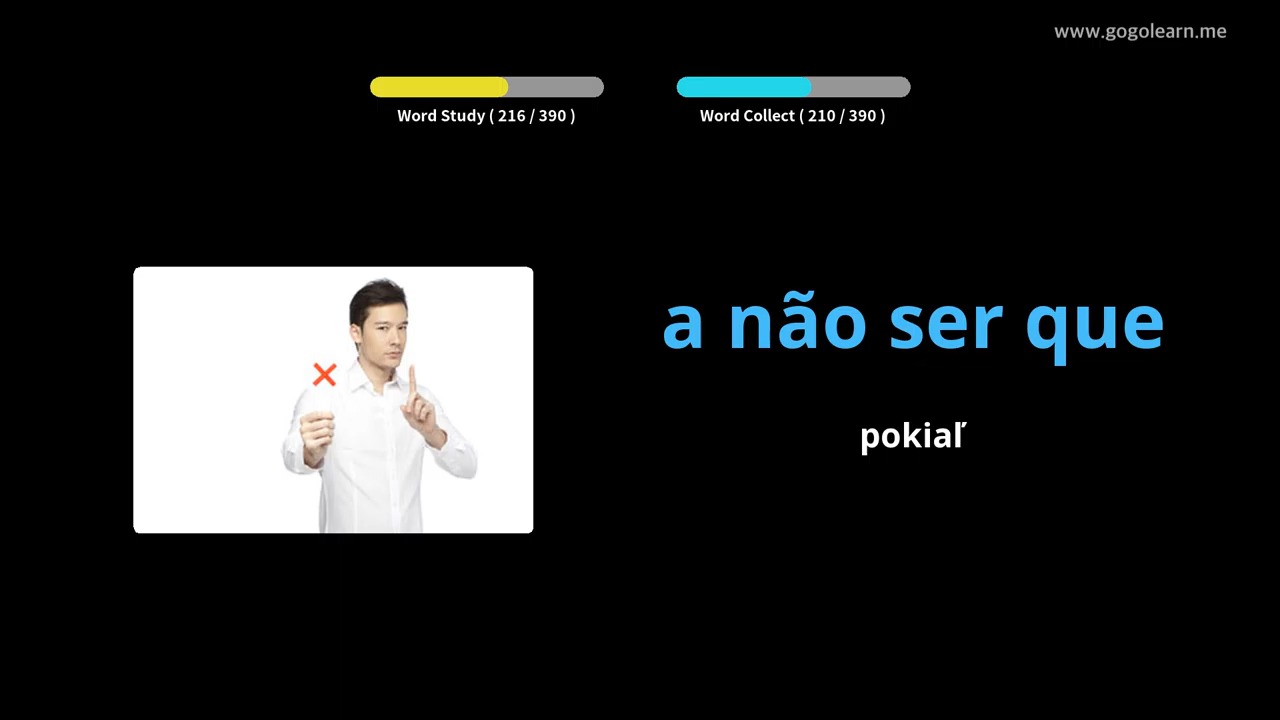 www.gogolearn.me
Word Study ( 216 / 390 )
Word Collect ( 210 / 390 )
a não ser que
pokiaľ